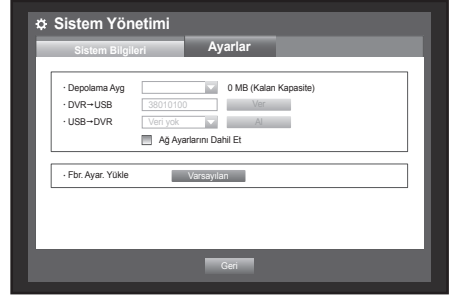 Sistem Yönetimi
Sistem Bilgileri Ayarlar
· Depolama Ayg 0 MB (Kalan Kapasite)
· DVR→USB 38010100 Ver
· USB→DVR Veri yok Al
Ağ Ayarlarını Dahil Et
· Fbr. Ayar. Yükle Varsayılan
Geri